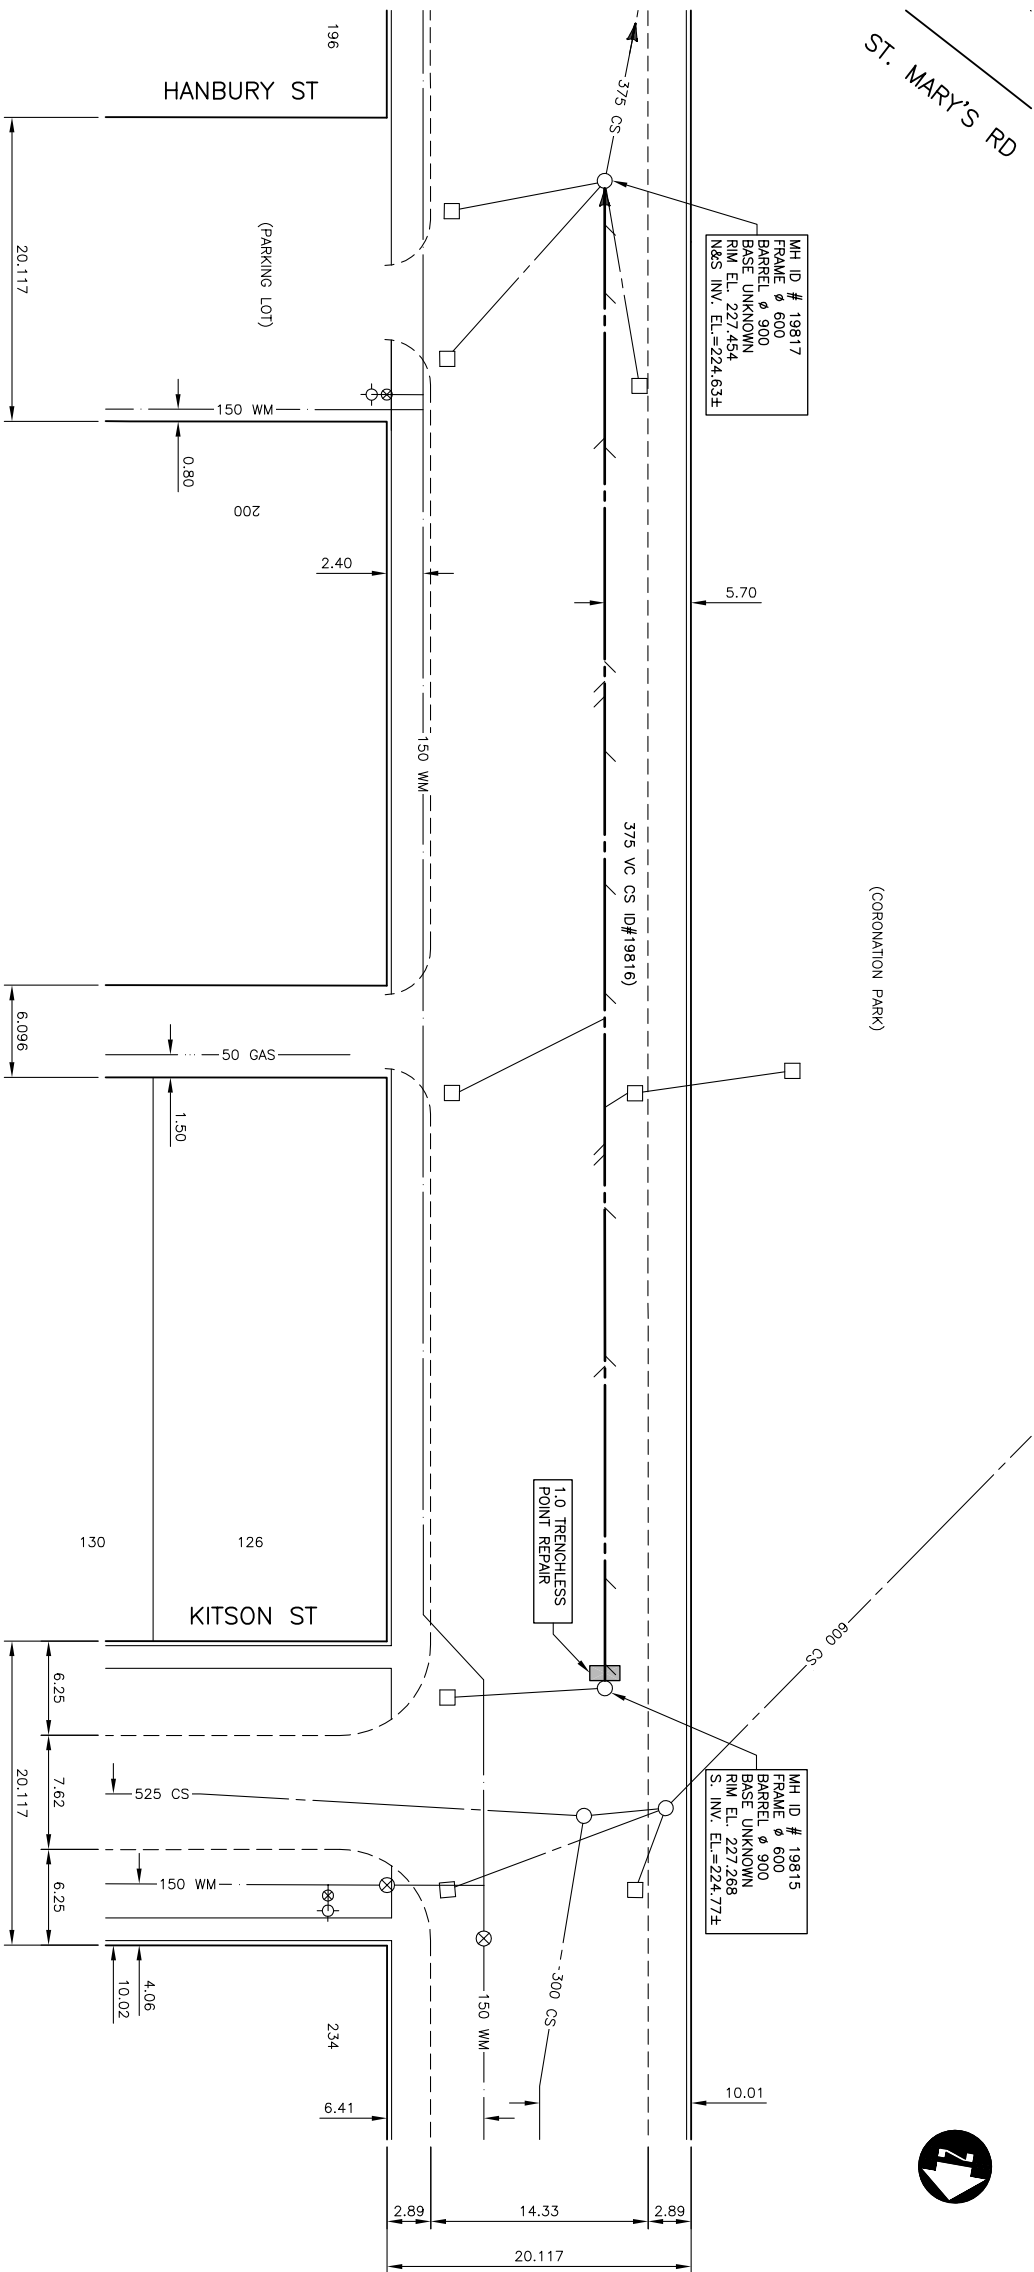 ST. MARY'S RD
196
HANBURY ST
375 CS
MH ID # 19817
FRAME ø 600
BARREL ø 900
BASE UNKNOWN
RIM EL. 227.454
N&S INV. EL.=224.63±
20.117
(PARKING LOT)
150 WM
0.80
200
2.40
5.70
150 WM
375 VC CS ID#19816)
(CORONATION PARK)
6.096
50 GAS
1.50
130
126
1.0 TRENCHLESS
POINT REPAIR
KITSON ST
600 CS
6.25
7.62
6.25
20.117
525 CS
150 WM
MH ID # 19815
FRAME ø 600
BARREL ø 900
BASE UNKNOWN
RIM EL. 227.268
S. INV. EL.=224.77±
4.06
10.02
234
300 CS
150 WM
6.41
10.01
Z
2.89
14.33
2.89
20.117